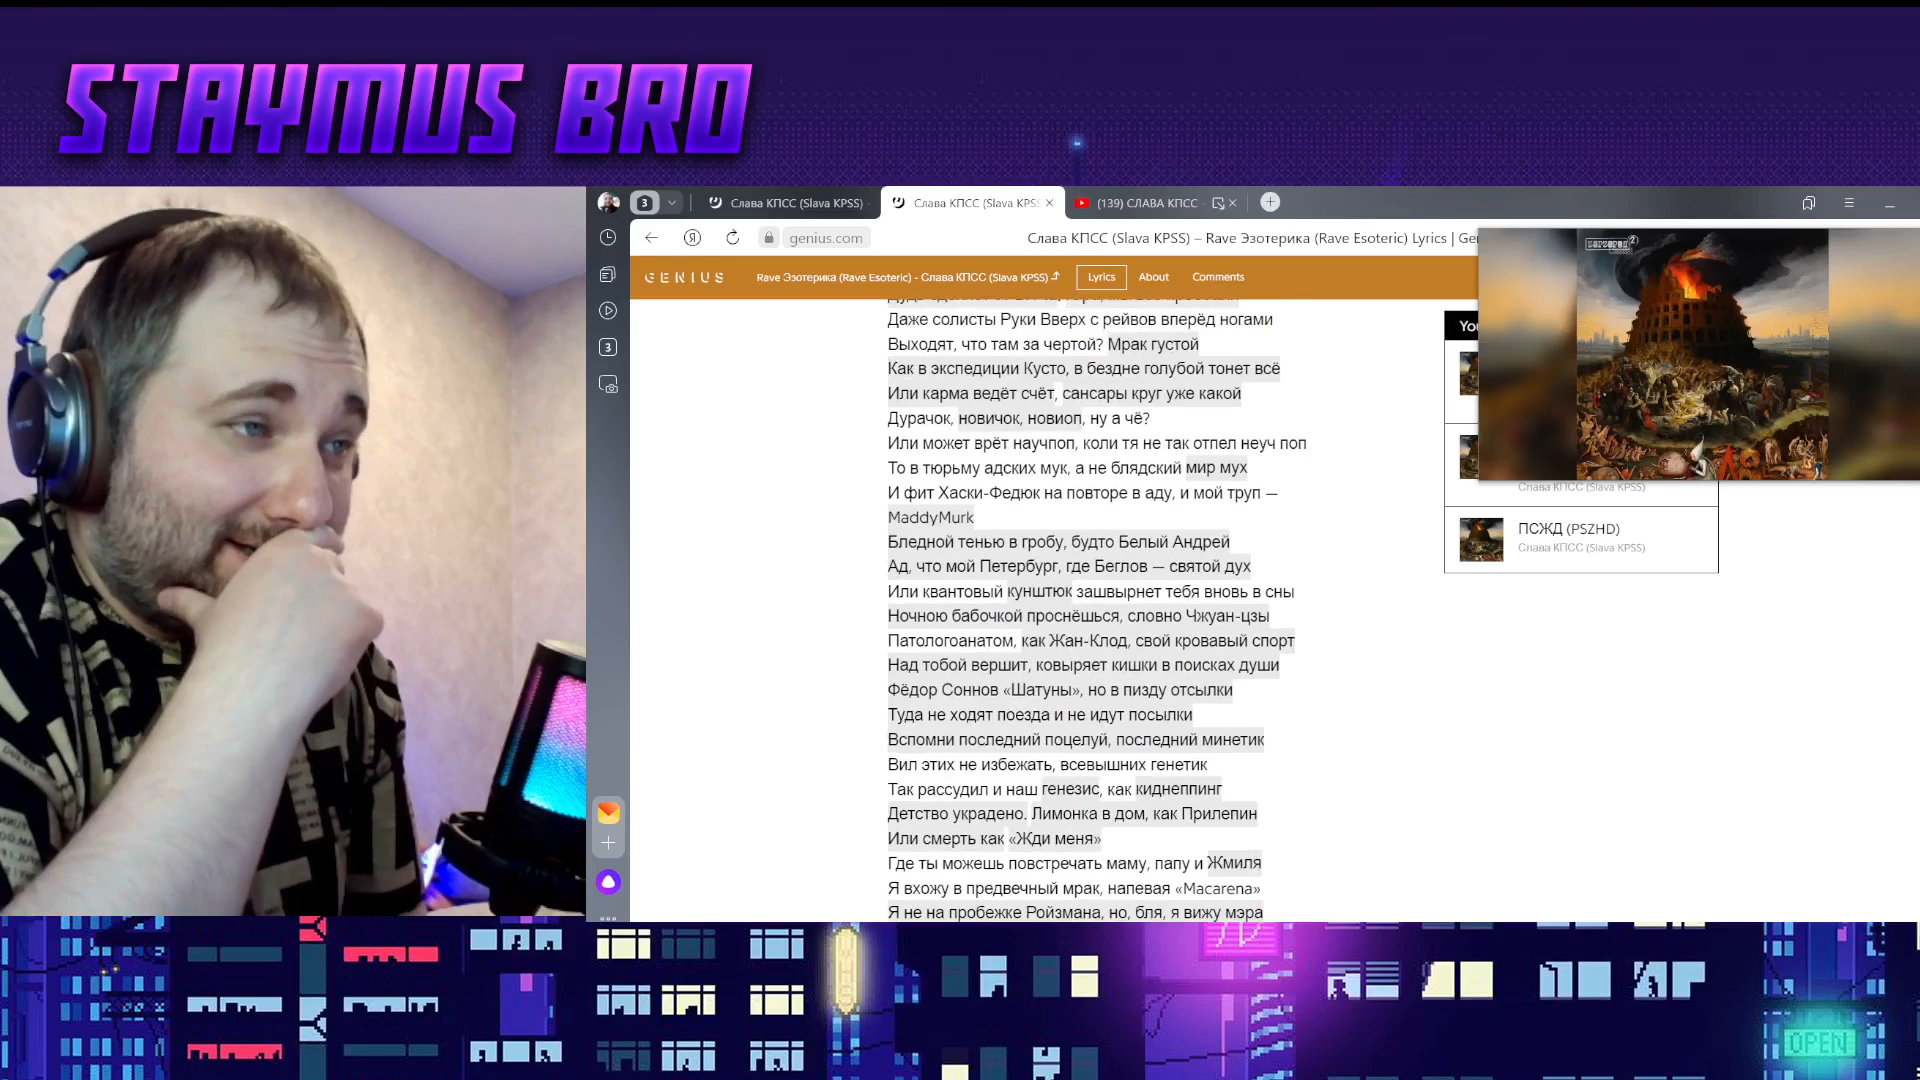 STAYMUS BRO
3
Слава КПСС (Slava KPSS)
Слава КПСС (Slava KPSS
(139) СЛАВА КПСС
genius.com
Слава КПСС (Slava KPSS) – Rave Эзотерика (Rave Esoteric) Lyrics | Ge
GENIUS
Rave Эзотерика (Rave Esoteric) - Слава КПСС (Slava KPSS)
Lyrics
About
Comments
3
Даже солисты Руки Вверх с рейвов вперёд ногами
Выходят, что там за чертой? Мрак густой
Как в экспедиции Кусто, в бездне голубой тонет всё
Или карма ведёт счёт, сансары круг уже какой
Дурачок, новичок, новиоп, ну а чё?
Или может врёт научпоп, коли тя не так отпел неуч поп
То в тюрьму адских мук, а не блядский мир мух
И фит Хаски-Федюк на повторе в аду, и мой труп —
MaddyMurk
Бледной тенью в гробу, будто Белый Андрей
Ад, что мой Петербург, где Беглов — святой дух
Или квантовый кунштюк зашвырнет тебя вновь в сны
Ночною бабочкой проснёшься, словно Чжуан-цзы
Патологоанатом, как Жан-Клод, свой кровавый спорт
Над тобой вершит, ковыряет кишки в поисках души
Фёдор Соннов «Шатуны», но в пизду отсылки
Туда не ходят поезда и не идут посылки
Вспомни последний поцелуй, последний минетик
Вил этих не избежать, всевышних генетик
Так рассудил и наш генезис, как киднеппинг
Детство украдено. Лимонка в дом, как Прилепин
Или смерть как «Жди меня»
Где ты можешь повстречать маму, папу и Жмиля
Я вхожу в предвечный мрак, напевая «Macarena»
Я не на пробежке Ройзмана, но, бля, я вижу мэра
You
Слава КПСС (Slava KPSS)
ПСЖД (PSZHD)
Слава КПСС (Slava KPSS)
OPEN